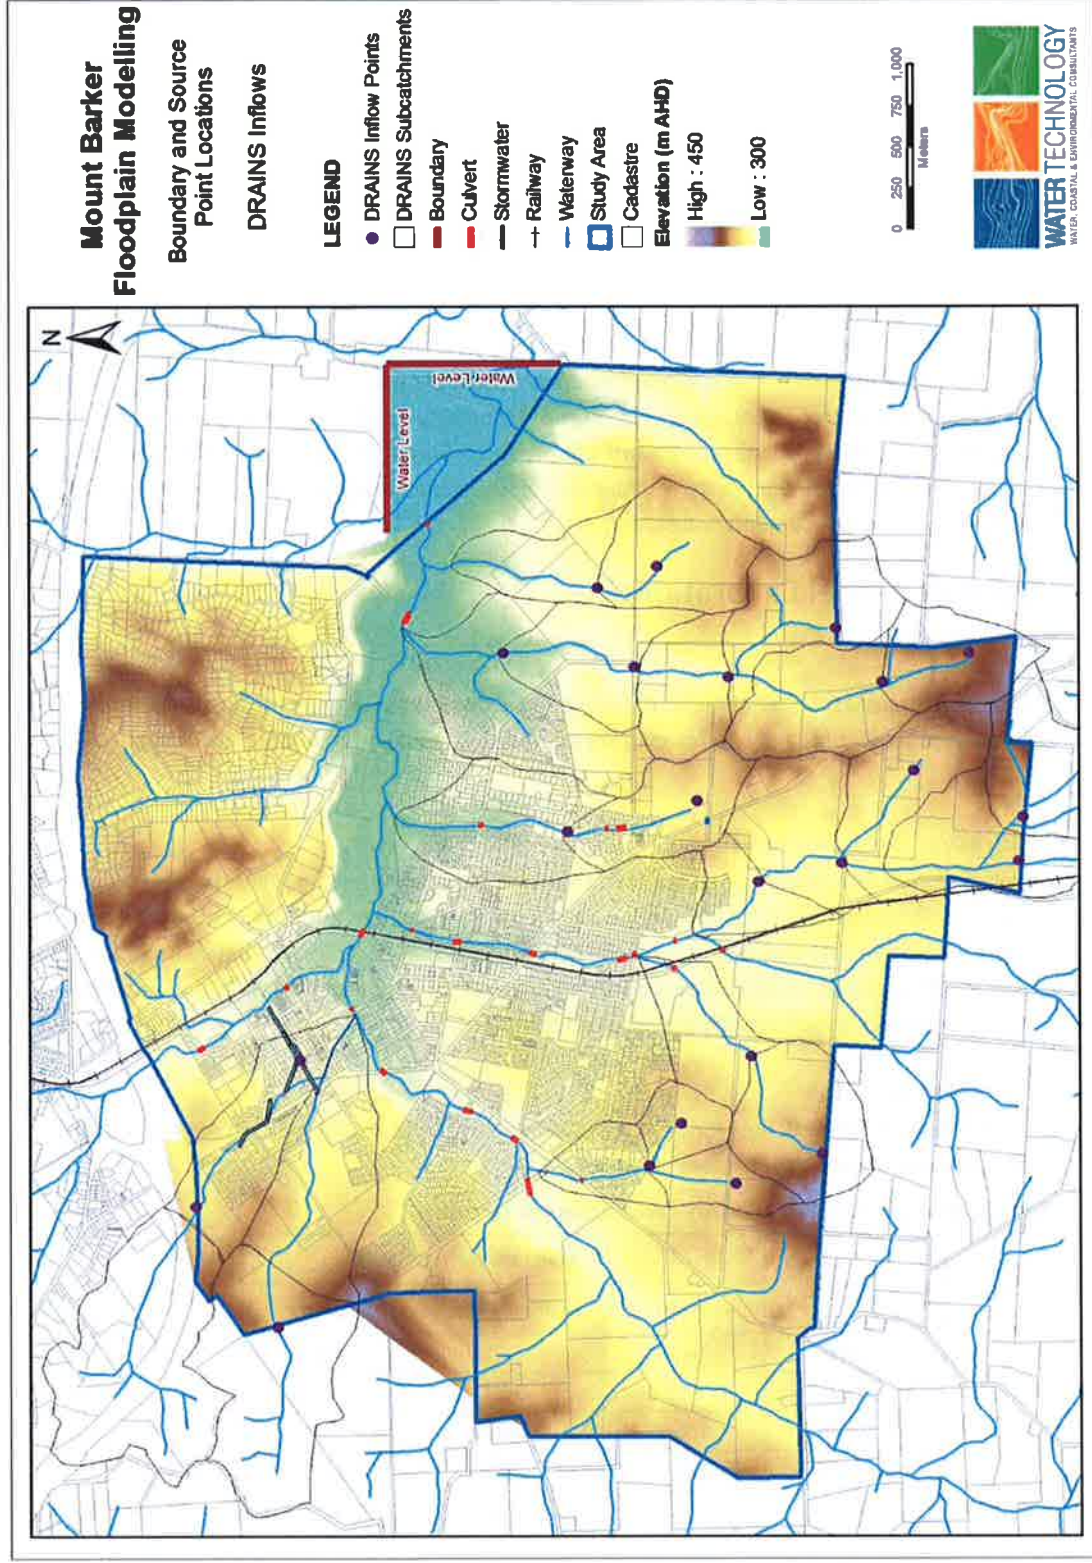 Mount Barker
Floodplain Modelling
Boundary and Source
Point Locations
DRAINS Inflows
LEGEND
DRAINS Inflow Points
DRAINS Subcatchments
Boundary
Culvert
Stormwater
Railway
Waterway
Study Area
Cadastre
Elevation (m AHD)
High : 450
Low : 300
0 250 500 750 1,000
Meters
WATER TECHNOLOGY
WATER, COASTAL & ENVIRONMENTAL CONSULTANTS
N
Water Level
Water Level